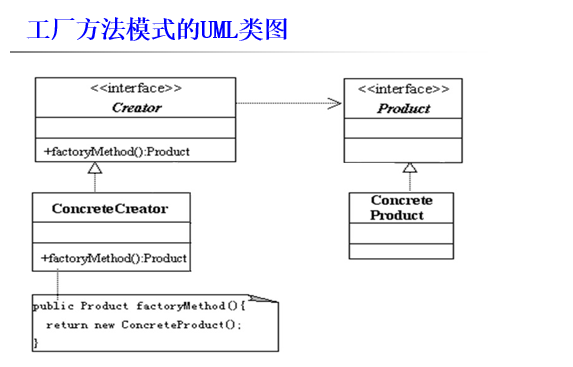 工厂方法模式的UML类图
<<interface>>
Creator
+factoryMethod():Product
<<interface>>
Product
ConcreteCreator
+factoryMethod():Product
Concrete
Product
public Product factoryMethod(){
return new ConcreteProduct();
}